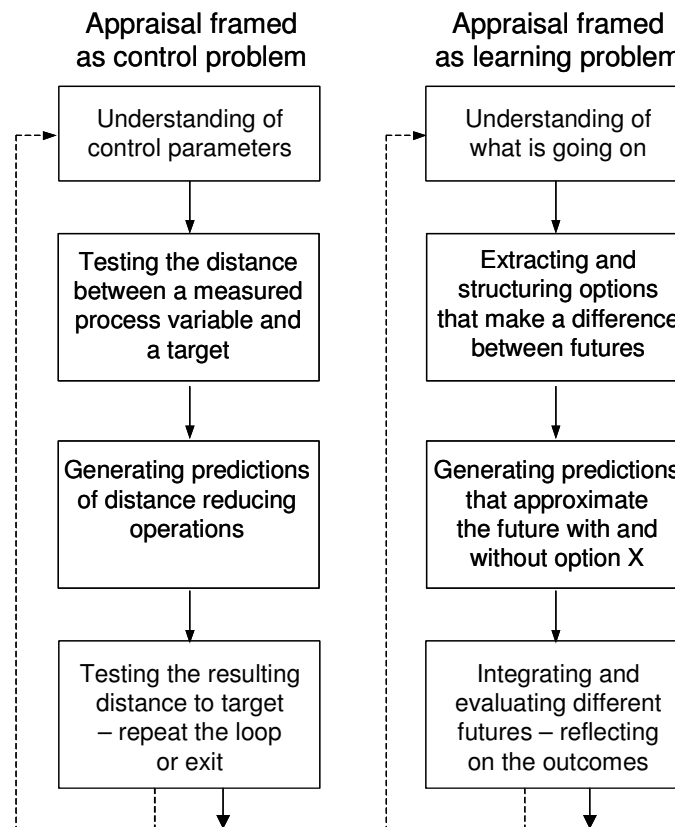 Appraisal framed
as control problem
Understanding of
control parameters
Testing the distance
between a measured
process variable and
a target
Generating predictions
of distance reducing
operations
Testing the resulting
distance to target
– repeat the loop
or exit
Appraisal framed
as learning problem
Understanding of
what is going on
Extracting and
structuring options
that make a difference
between futures
Generating predictions
that approximate
the future with and
without option X
Integrating and
evaluating different
futures – reflecting
on the outcomes